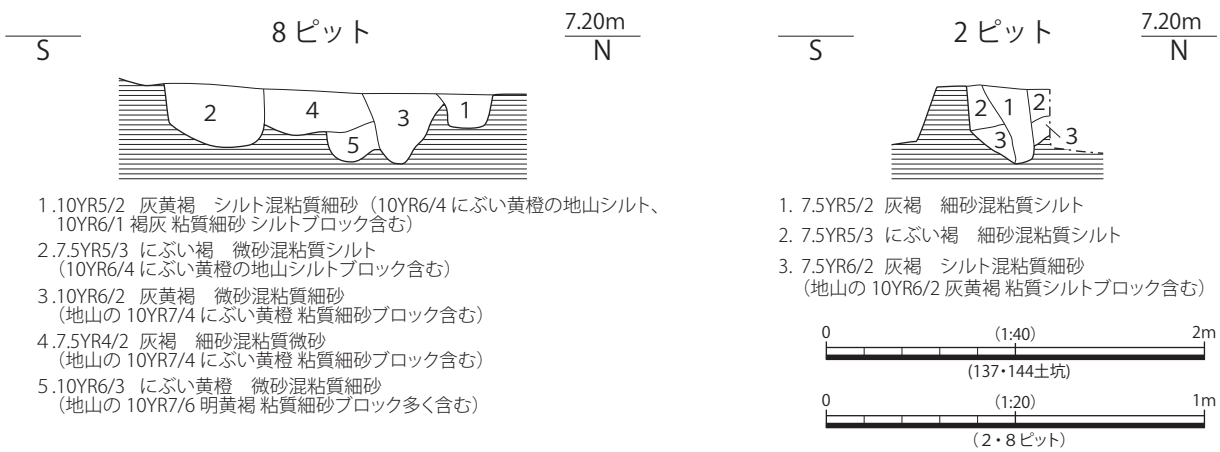 S
8 ピット
7.20m
N
2
4
3
1
5
1.10YR5/2 灰黄褐 シルト混粘質細砂（10YR6/4 にぶい黄橙の地山シルト、
10YR6/1 褐灰 粘質細砂 シルトブロック含む）
2.7.5YR5/3 にぶい褐 微砂混粘質シルト
（10YR6/4 にぶい黄橙の地山シルトブロック含む）
3.10YR6/2 灰黄褐 微砂混粘質細砂
（地山の 10YR7/4 にぶい黄橙 粘質細砂ブロック含む）
4.7.5YR4/2 灰褐 細砂混粘質微砂
（地山の 10YR7/4 にぶい黄橙 粘質細砂ブロック含む）
5.10YR6/3 にぶい黄橙 微砂混粘質細砂
（地山の 10YR7/6 明黄褐 粘質細砂ブロック多く含む）
S
2 ピット
7.20m
N
2
1
2
3
3
1. 7.5YR5/2 灰褐 細砂混粘質シルト
2. 7.5YR5/3 にぶい褐 細砂混粘質シルト
3. 7.5YR6/2 灰褐 シルト混粘質細砂
（地山の 10YR6/2 灰黄褐 粘質シルトブロック含む）
0 (1:40) 2m
(137・144土坑)
0 (1:20) 1m
（2・8 ピット）